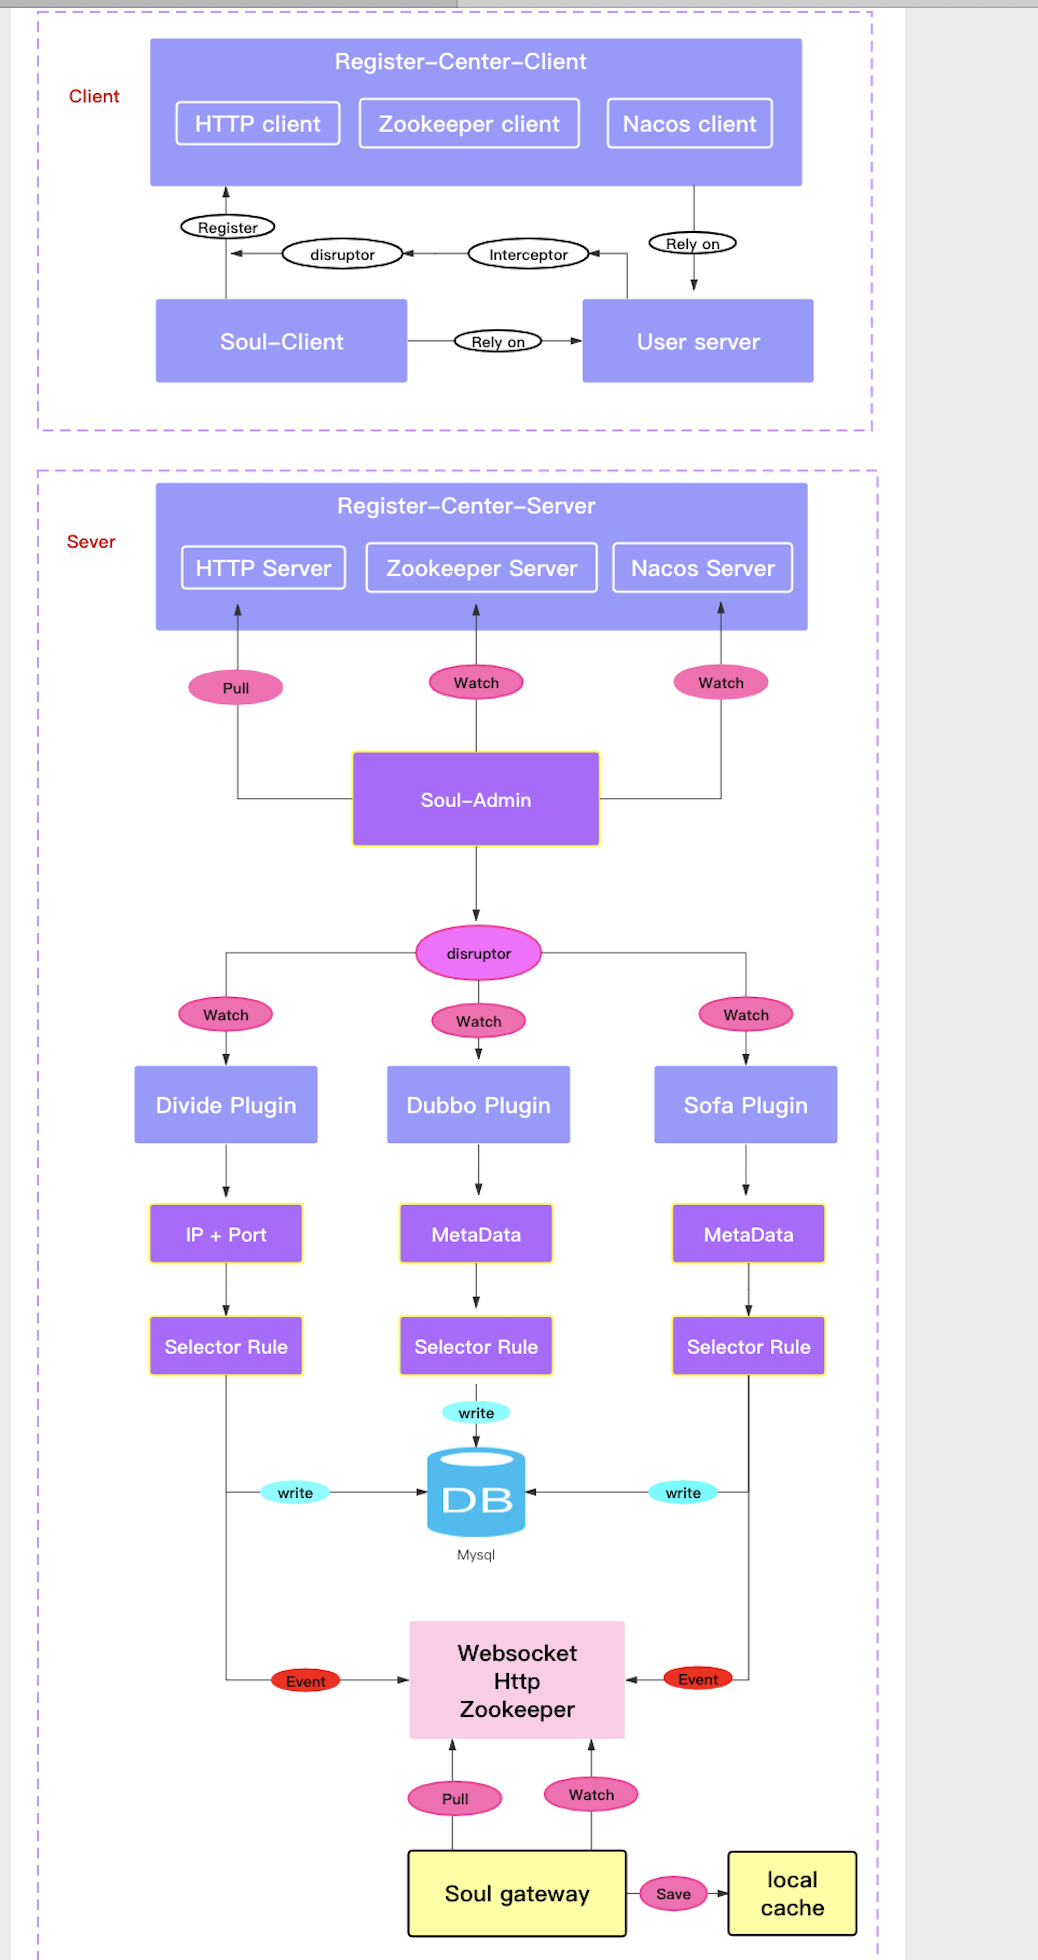 Register-Center-Client
Client
HTTP client
Zookeeper client
Nacos client
Register
disruptor
Interceptor
Rely on
Soul-Client
Rely on
User server
Register-Center-Server
Sever
HTTP Server
Zookeeper Server
Nacos Server
Pull
Watch
Watch
Soul-Admin
disruptor
Watch
Watch
Watch
Divide Plugin
Dubbo Plugin
Sofa Plugin
IP + Port
MetaData
MetaData
Selector Rule
Selector Rule
Selector Rule
write
write
DB
write
Mysql
Websocket
Http
Zookeeper
Event
Event
Pull
Watch
Soul gateway
Save
local
cache